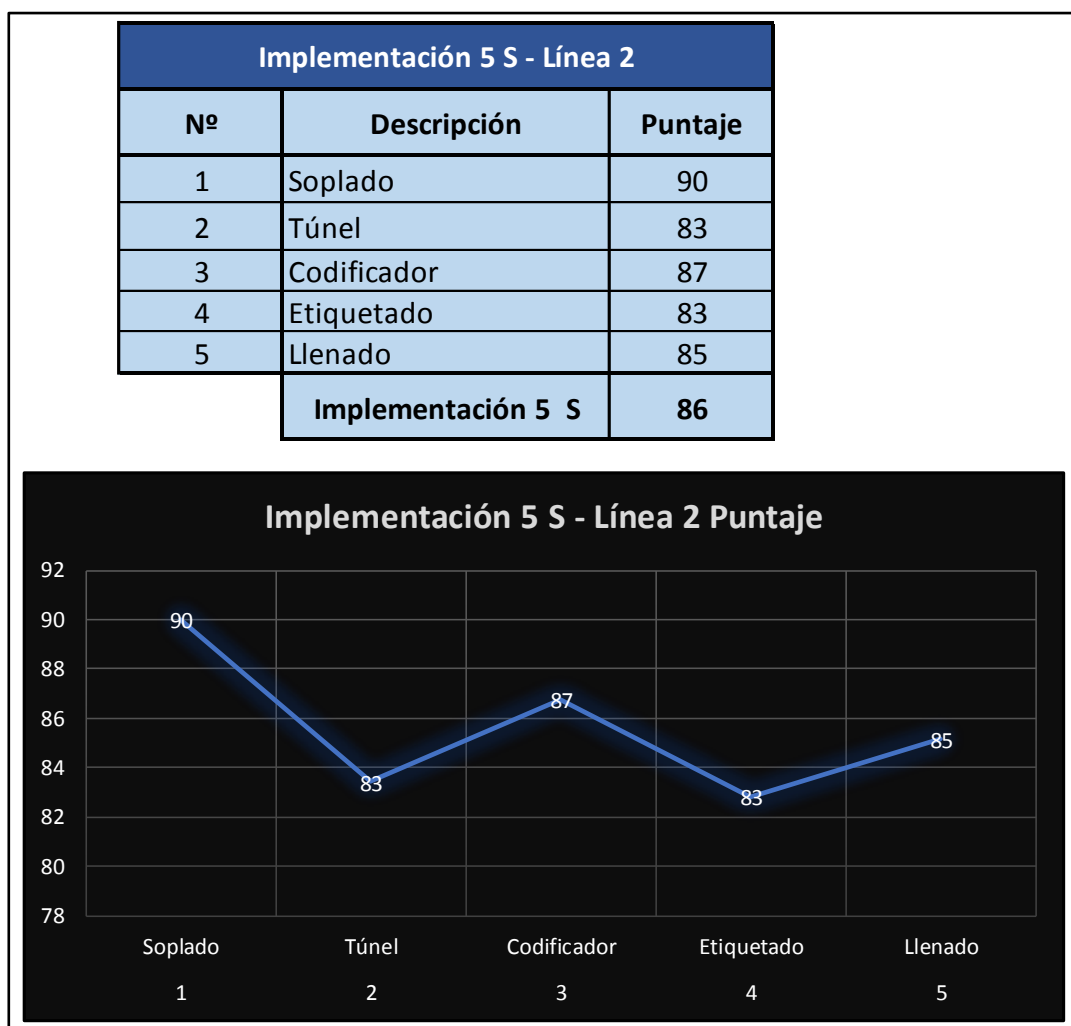 Implementación 5 S - Línea 2
Nº Descripción Puntaje
1 Soplado 90
2 Túnel 83
3 Codificador 87
4 Etiquetado 83
5 Llenado 85
Implementación 5 S 86
Implementación 5 S - Línea 2 Puntaje
92
90
88
86
84
82
80
78
90
83
87
83
85
Soplado Túnel Codificador Etiquetado Llenado
1 2 3 4 5